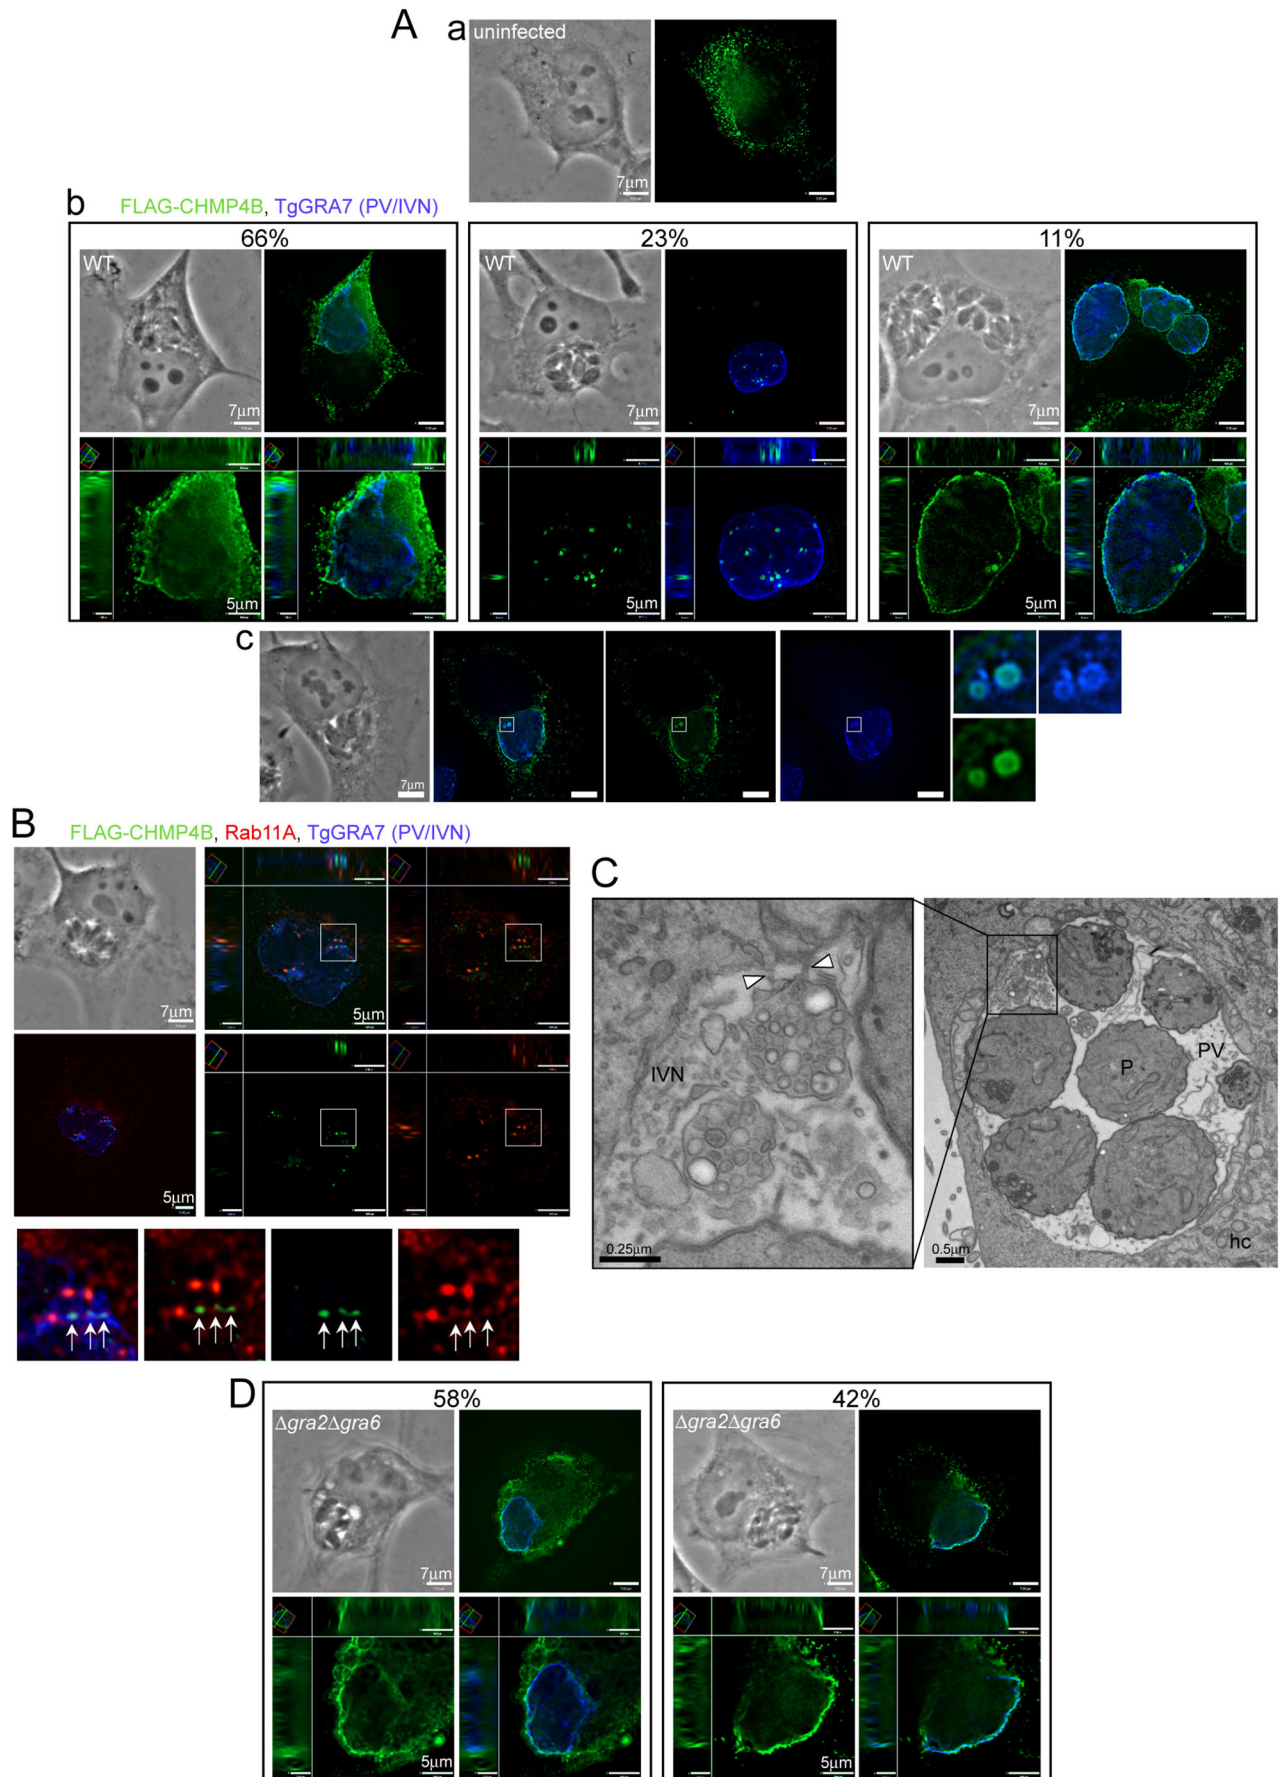 A
a
uninfected
7µm
b
FLAG-CHMP4B, TgGRA7 (PV/IVN)
66%
23%
11%
WT
WT
WT
7µm
7µm
7µm
5µm
5µm
5µm
c
7µm
B
FLAG-CHMP4B, Rab11A, TgGRA7 (PV/IVN)
7µm
5µm
5µm
C
IVN
0.25µm
P
PV
hc
0.5µm
D
58%
42%
Δgra2Δgra6
Δgra2Δgra6
7µm
7µm
5µm
5µm